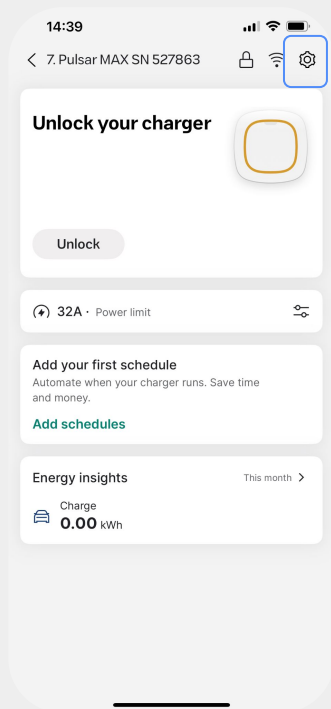 14:39
7. Pulsar MAX SN 527863
Unlock your charger
Unlock
32A · Power limit
Add your first schedule
Automate when your charger runs. Save time
and money.
Add schedules
Energy insights
This month
Charge
0.00 kWh